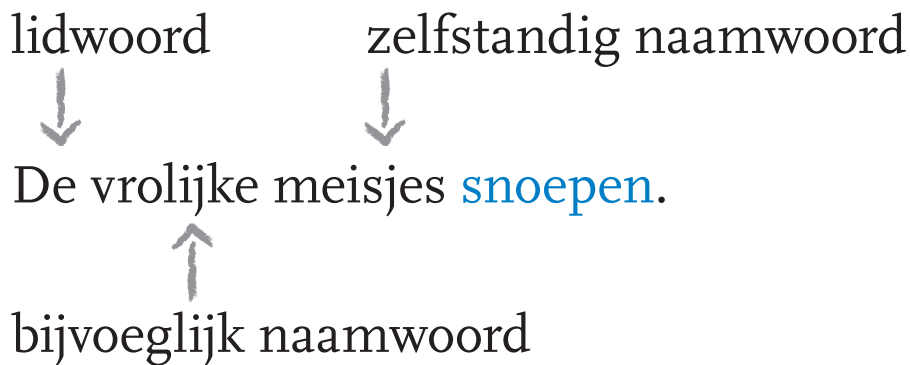 lidwoord zelfstandig naamwoord
De vrolijke meisjes snoepen.
bijvoeglijk naamwoord